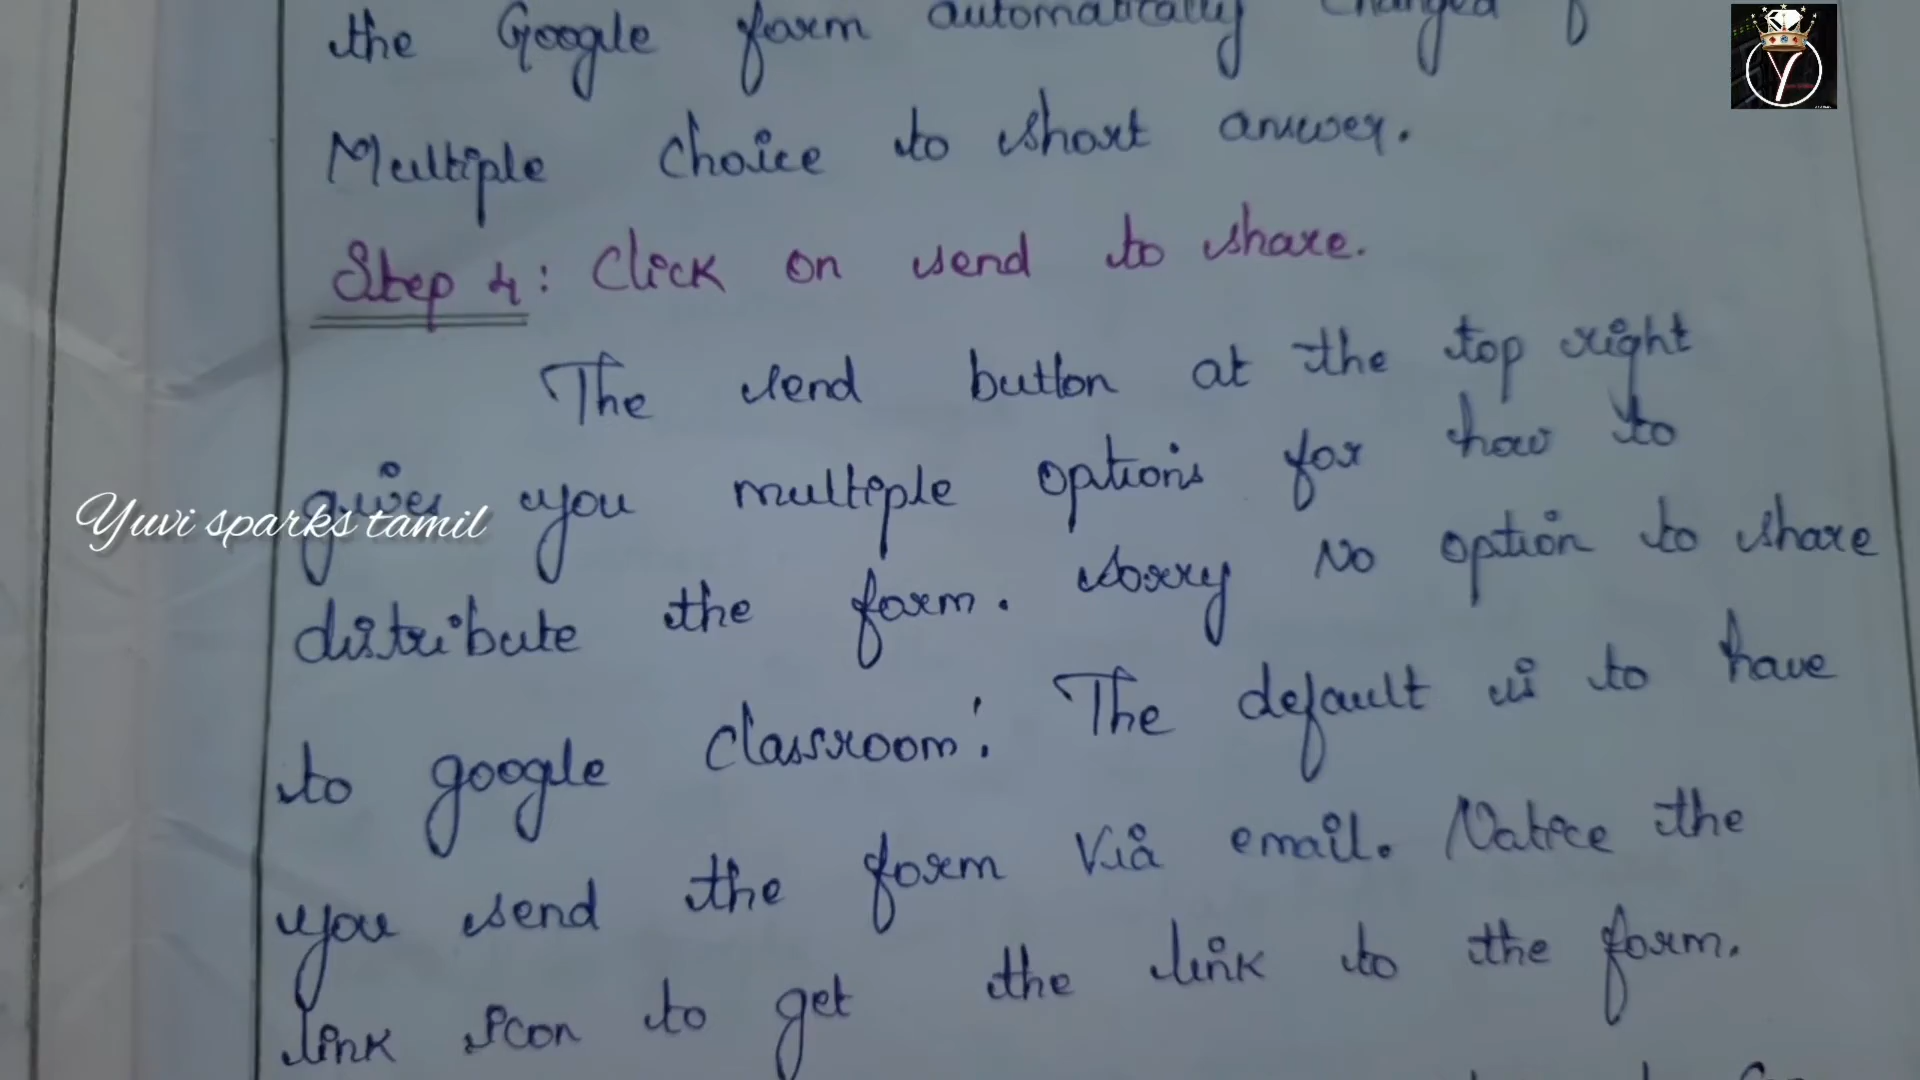 the Google form automatically changed f
Multiple choice to short answer.
Step 4: Click on send to share.
The send button at the top right
gives you multiple options for how to
Yuvi sparks tamil
distribute the form. sorry No option to share
to google classroom! The default is to have
you send the form Via email. Notice the
link icon to get the link to the form.